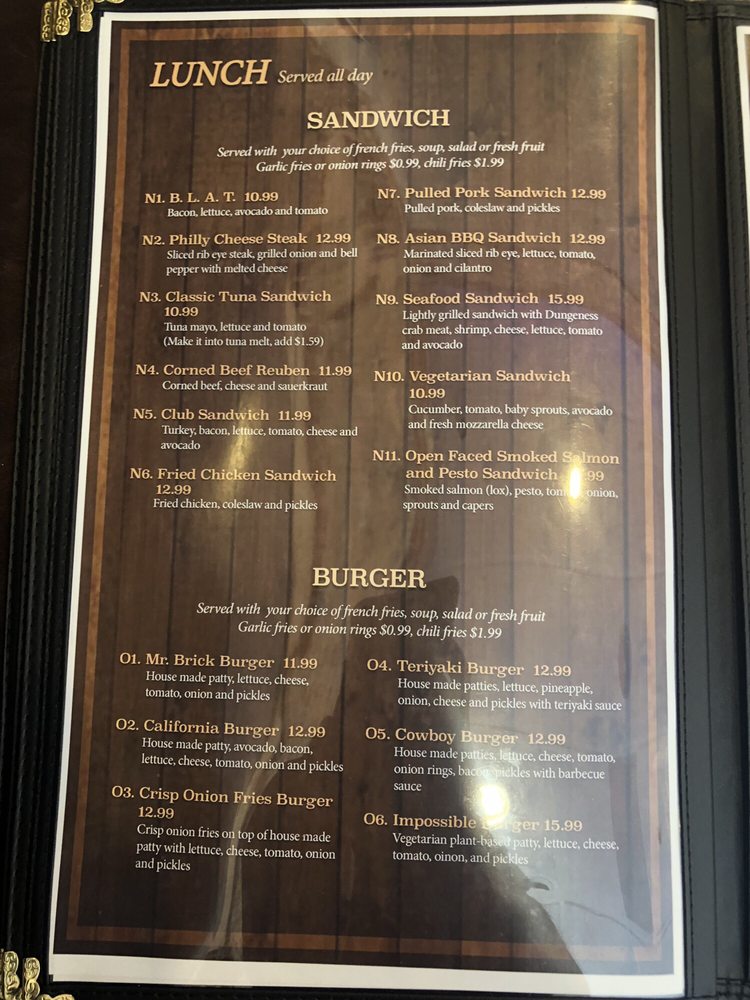 LUNCH Served all day
SANDWICH
Served with your choice of french fries, soup, salad or fresh fruit
Garlic fries or onion rings $0.99, chili fries $1.99
N1. B. L. A. T. 10.99
Bacon, lettuce, avocado and tomato
N2. Philly Cheese Steak 12.99
Sliced rib eye steak, grilled onion and bell
pepper with melted cheese
N3. Classic Tuna Sandwich
10.99
Tuna mayo, lettuce and tomato
(Make it into tuna melt, add $1.59)
N4. Corned Beef Reuben 11.99
Corned beef, cheese and sauerkraut
N5. Club Sandwich 11.99
Turkey, bacon, lettuce, tomato, cheese and
avocado
N6. Fried Chicken Sandwich
12.99
Fried chicken, coleslaw and pickles
N7. Pulled Pork Sandwich 12.99
Pulled pork, coleslaw and pickles
N8. Asian BBQ Sandwich 12.99
Marinated sliced rib eye, lettuce, tomato,
onion and cilantro
N9. Seafood Sandwich 15.99
Lightly grilled sandwich with Dungeness
crab meat, shrimp, cheese, lettuce, tomato
and avocado
N10. Vegetarian Sandwich
10.99
Cucumber, tomato, baby sprouts, avocado
and fresh mozzarella cheese
N11. Open Faced Smoked Salmon
and Pesto Sandwich
Smoked salmon (lox), pesto, onion,
sprouts and capers
BURGER
Served with your choice of french fries, soup, salad or fresh fruit
Garlic fries or onion rings $0.99, chili fries $1.99
O1. Mr. Brick Burger 11.99
House made patty, lettuce, cheese,
tomato, onion and pickles
O2. California Burger 12.99
House made patty, avocado, bacon,
lettuce, cheese, tomato, onion and pickles
O3. Crisp Onion Fries Burger
12.99
Crisp onion fries on top of house made
patty with lettuce, cheese, tomato, onion
and pickles
O4. Teriyaki Burger 12.99
House made patties, lettuce, pineapple,
onion, cheese and pickles with teriyaki sauce
O5. Cowboy Burger 12.99
House made patties, lettuce, cheese, tomato,
onion rings, bacon, pickles with barbecue
sauce
O6. Impossible Burger 15.99
Vegetarian plant-based patty, lettuce, cheese,
tomato, oinon, and pickles